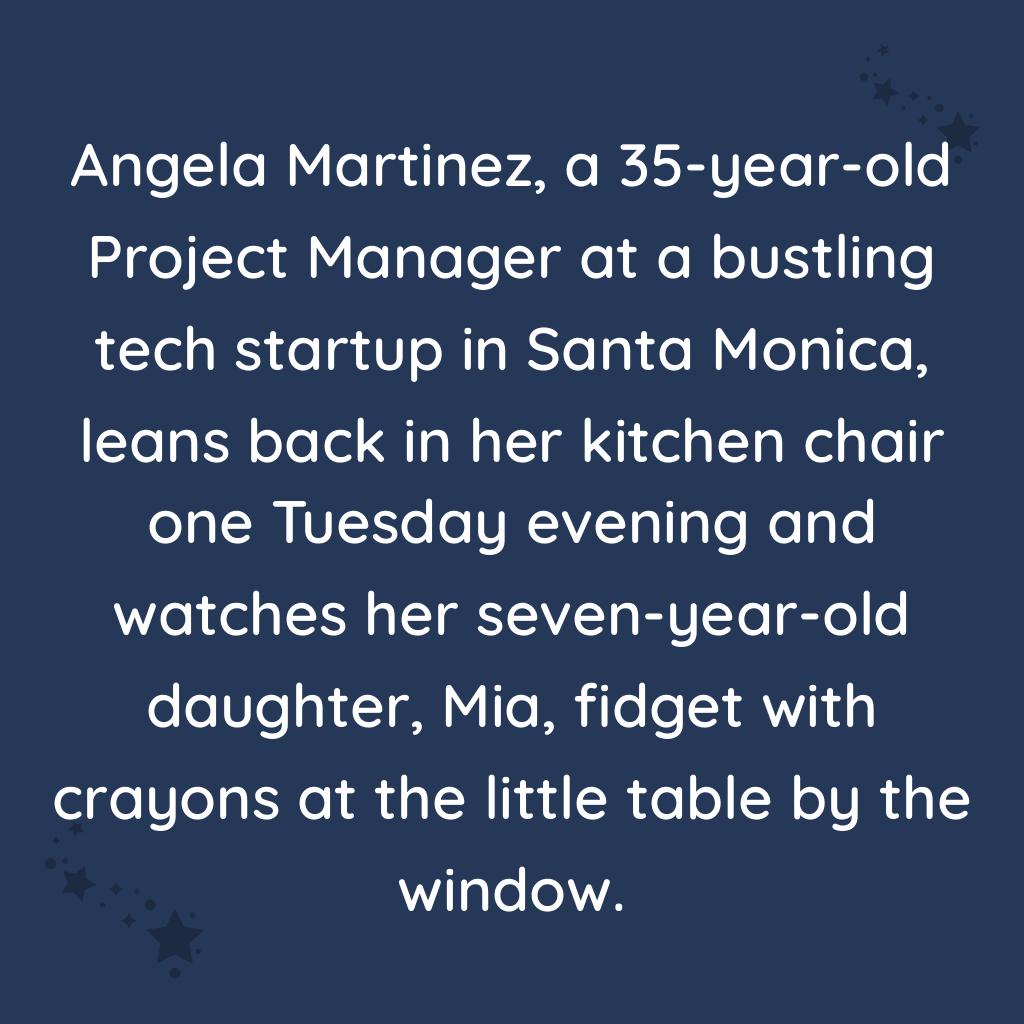 Angela Martinez, a 35-year-old
Project Manager at a bustling
tech startup in Santa Monica,
leans back in her kitchen chair
one Tuesday evening and
watches her seven-year-old
daughter, Mia, fidget with
crayons at the little table by the
window.